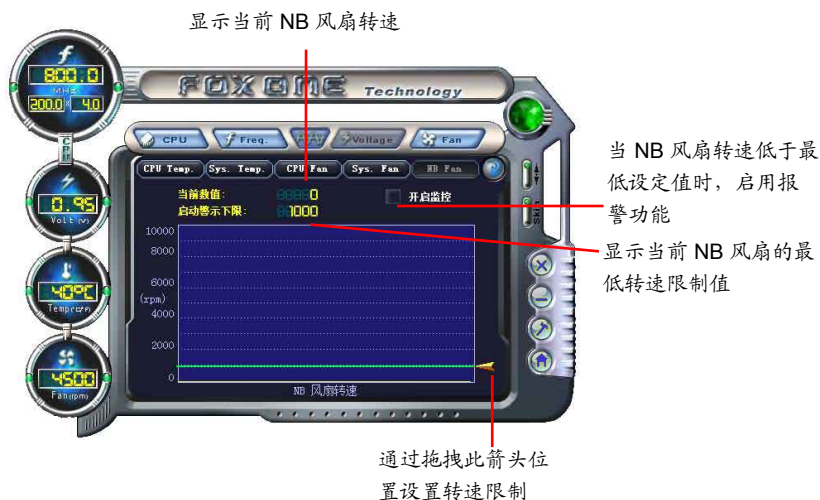 显示当前 NB 风扇转速
800.0
MHz
200.0 × 4.0
CPU
FOX ONE Technology
CPU
Freq.
Voltage
Fan
CPU Temp.
Sys. Temp.
CPU Fan
Sys. Fan
NB Fan
?
当前数值: 0
开启监控
启动警示下限: 1000
当 NB 风扇转速低于最
低设定值时，启用报
警功能
显示当前 NB 风扇的最
低转速限制值
0.95
Volt (V)
Skin
10000
8000
6000
(rpm)
4000
2000
0
NB 风扇转速
40℃
4500
Fan(rpm)
通过拖拽此箭头位
置设置转速限制